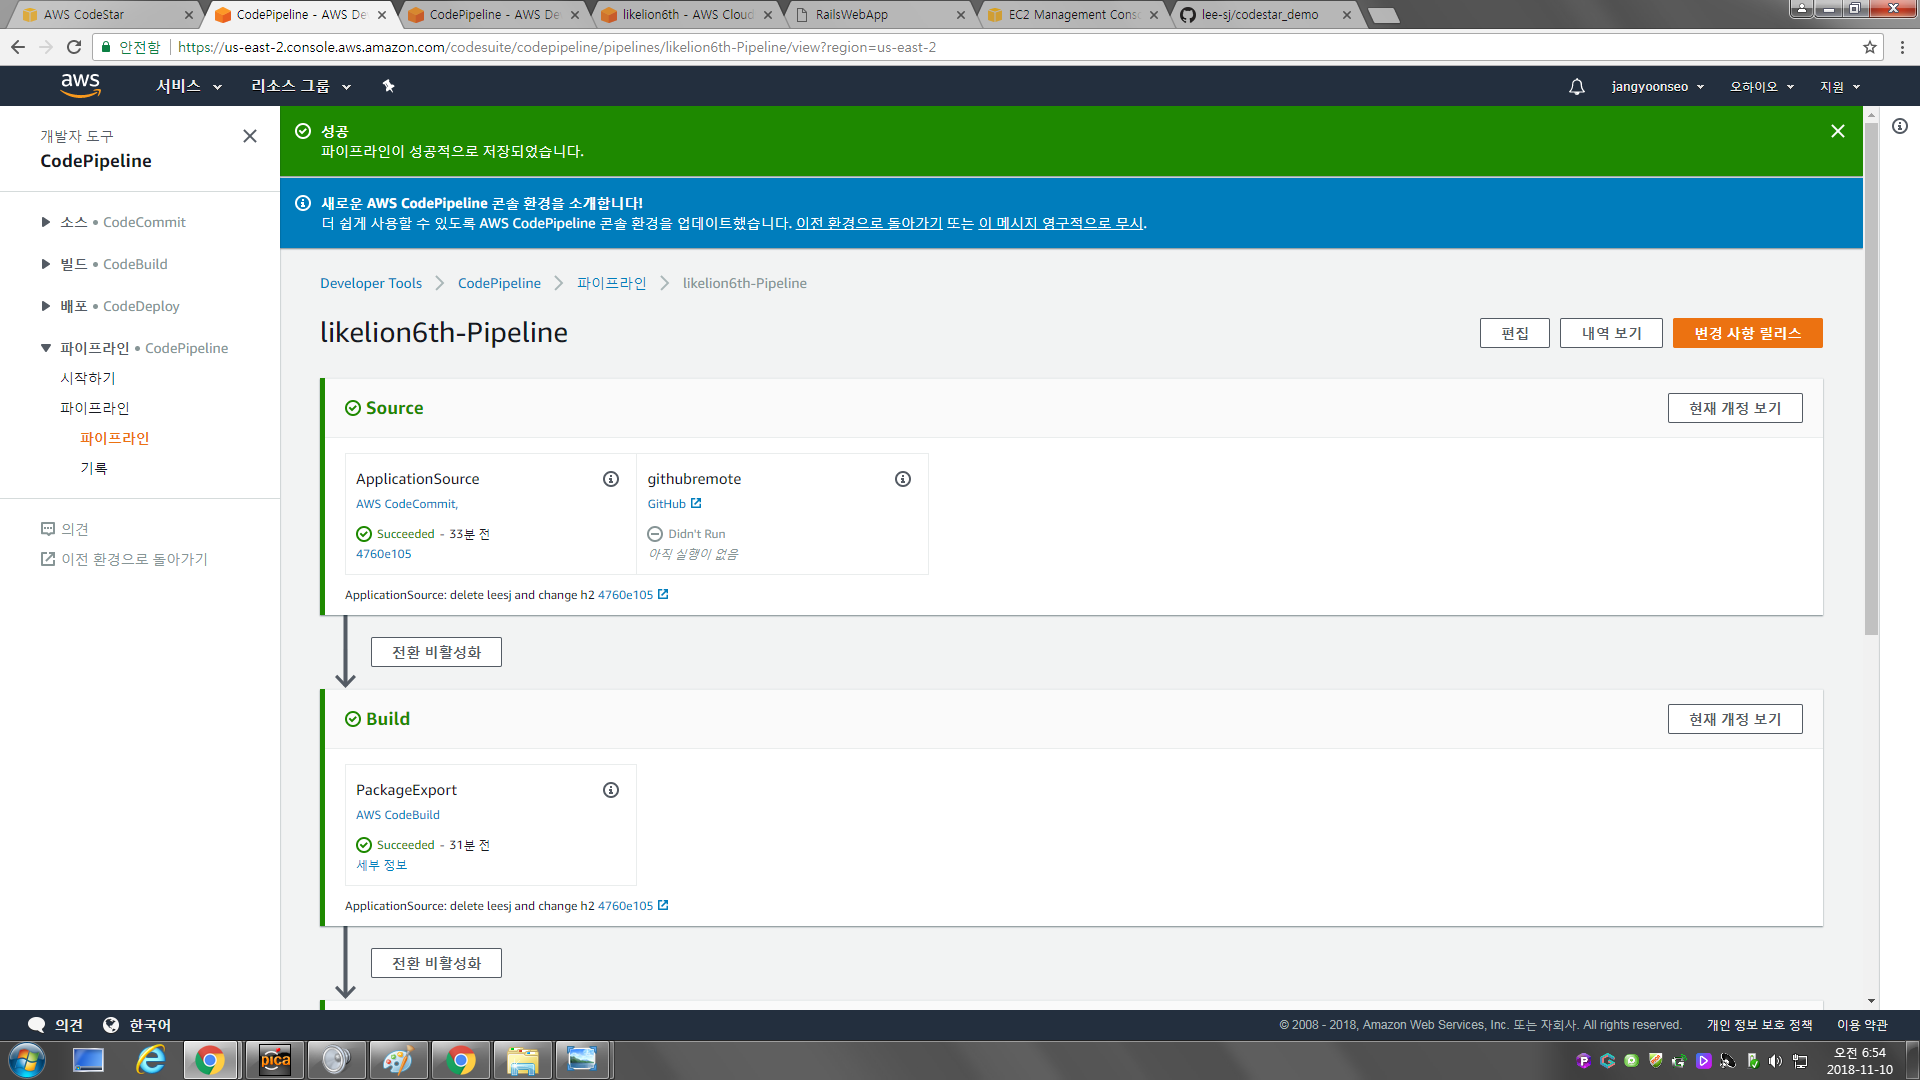 AWS CodeStar
CodePipeline - AWS De
CodePipeline - AWS De
likelion6th - AWS Cloud
RailsWebApp
EC2 Management Cons
lee-sj/codestar_demo
안전함
https://us-east-2.console.aws.amazon.com/codesuite/codepipeline/pipelines/likelion6th-Pipeline/view?region=us-east-2
aws
서비스
리소스 그룹
jangyoonseo
오하이오
지원
개발자 도구
CodePipeline
소스 • CodeCommit
빌드 • CodeBuild
배포 • CodeDeploy
파이프라인 • CodePipeline
시작하기
파이프라인
파이프라인
기록
의견
이전 환경으로 돌아가기
성공
파이프라인이 성공적으로 저장되었습니다.
새로운 AWS CodePipeline 콘솔 환경을 소개합니다!
더 쉽게 사용할 수 있도록 AWS CodePipeline 콘솔 환경을 업데이트했습니다. 이전 환경으로 돌아가기 또는 이 메시지 영구적으로 무시.
Developer Tools
CodePipeline
파이프라인
likelion6th-Pipeline
likelion6th-Pipeline
편집
내역 보기
변경 사항 릴리스
Source
현재 개정 보기
ApplicationSource
AWS CodeCommit,
Succeeded - 33분 전
4760e105
githubremote
GitHub
Didn't Run
아직 실행이 없음
ApplicationSource: delete leesj and change h2 4760e105
전환 비활성화
Build
현재 개정 보기
PackageExport
AWS CodeBuild
Succeeded - 31분 전
세부 정보
ApplicationSource: delete leesj and change h2 4760e105
전환 비활성화
의견
한국어
© 2008 - 2018, Amazon Web Services, Inc. 또는 자회사. All rights reserved.
개인 정보 보호 정책
이용 약관
pica
오전 6:54
2018-11-10